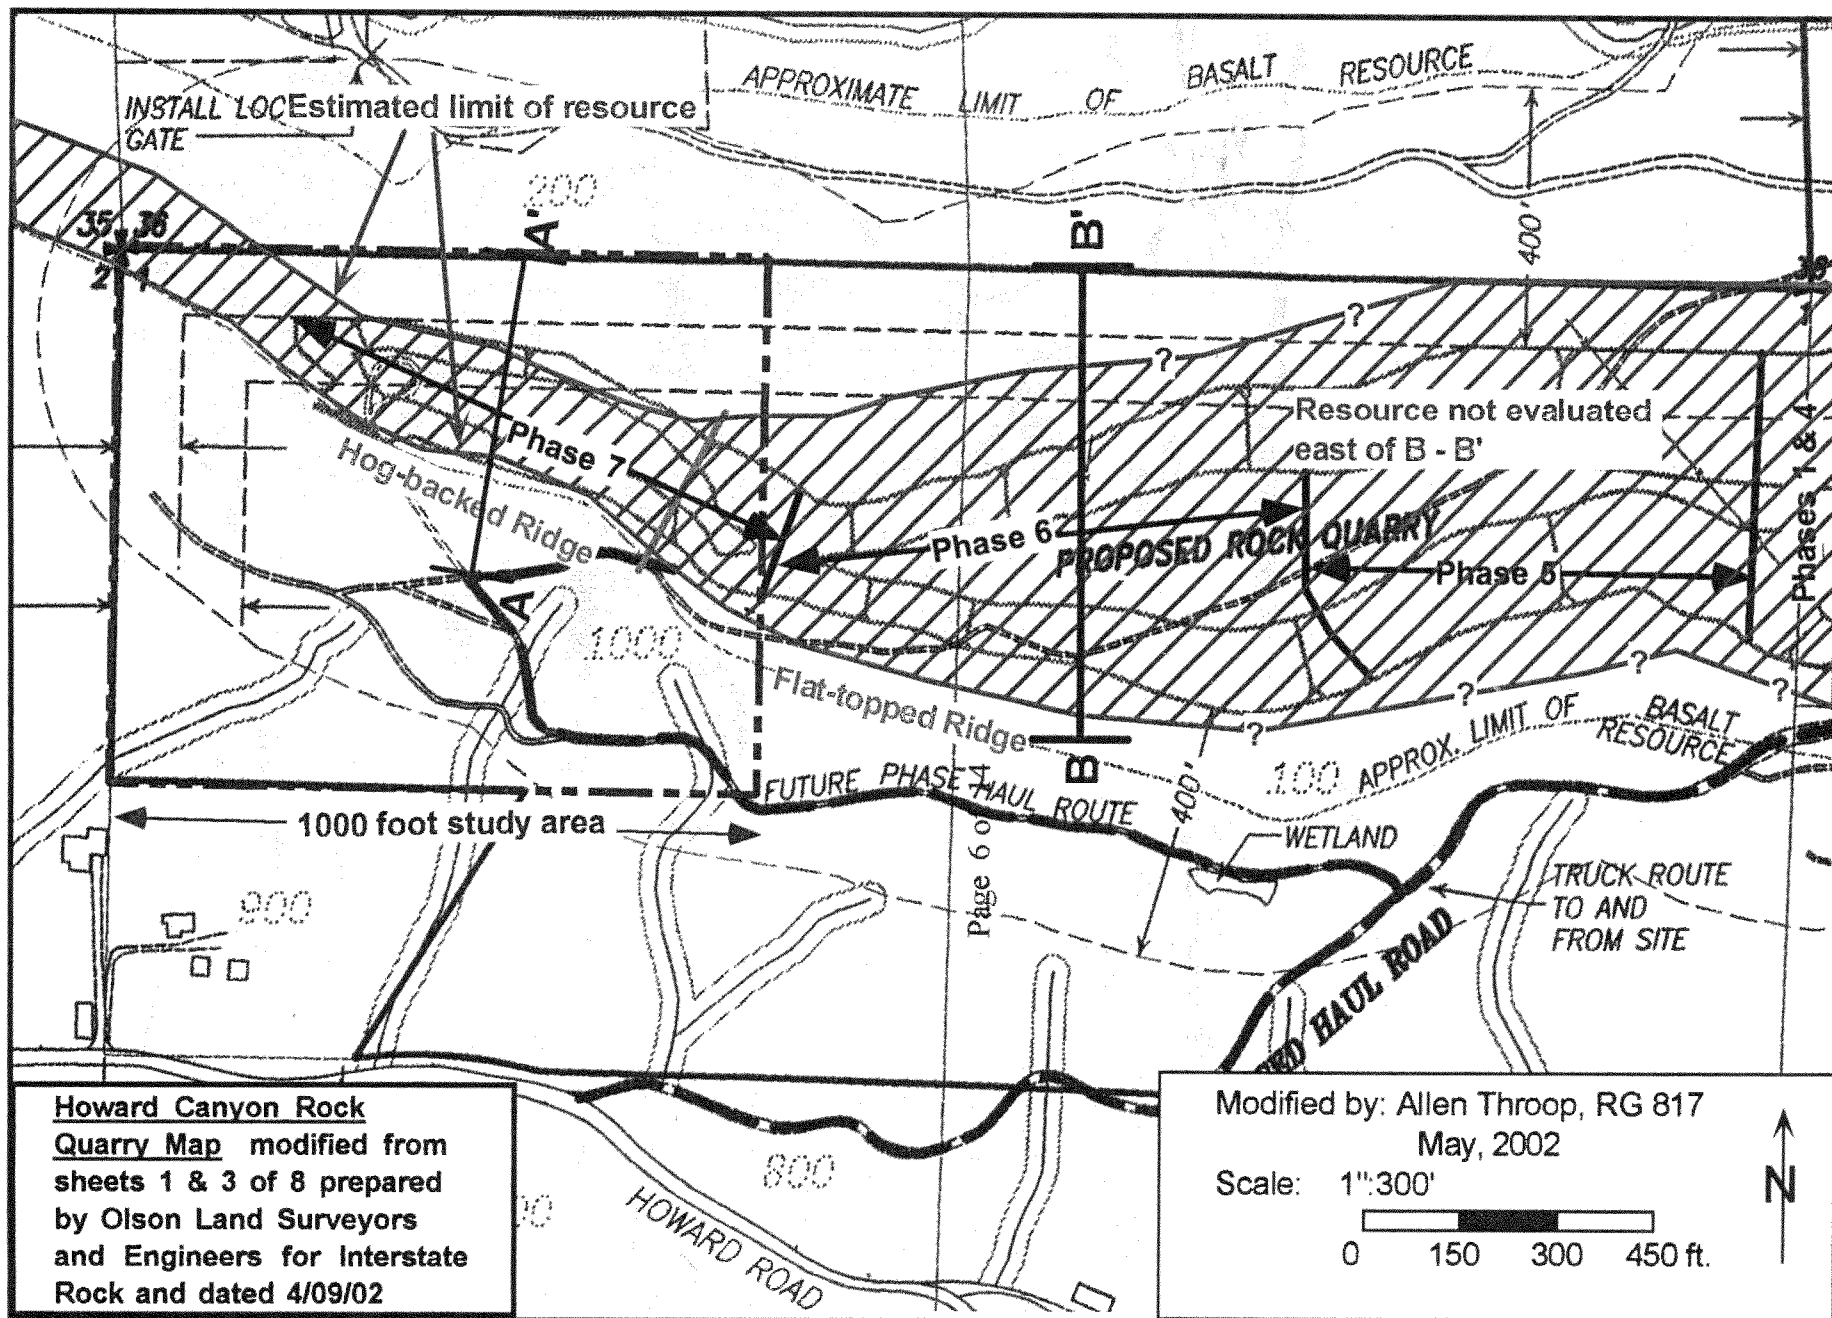 APPROXIMATE LIMIT OF BASALT RESOURCE
INSTALL LOC
Estimated limit of resource
GATE
200
A'
B'
400'
35 36
2 1
36
1
?
?
Resource not evaluated
east of B - B'
Phases 1 & 4
Phase 7
Hog-backed Ridge
Phase 6
PROPOSED ROCK QUARRY
Phase 5
A
1000
Flat-topped Ridge
?
?
?
?
B
100
APPROX. LIMIT OF BASALT
RESOURCE
FUTURE PHASE HAUL ROUTE
400'
1000 foot study area
WETLAND
Page 6 o
4
900
TRUCK ROUTE
TO AND
FROM SITE
HAUL ROAD
800
HOWARD ROAD
Howard Canyon Rock
Quarry Map modified from
sheets 1 & 3 of 8 prepared
by Olson Land Surveyors
and Engineers for Interstate
Rock and dated 4/09/02
Modified by: Allen Throop, RG 817
May, 2002
Scale: 1":300'
0 150 300 450 ft.
N